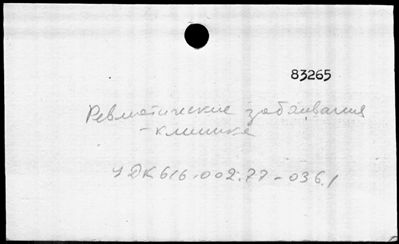 83265
Ревматические заболевания
-клиника
УДК 616-002.77-036.1